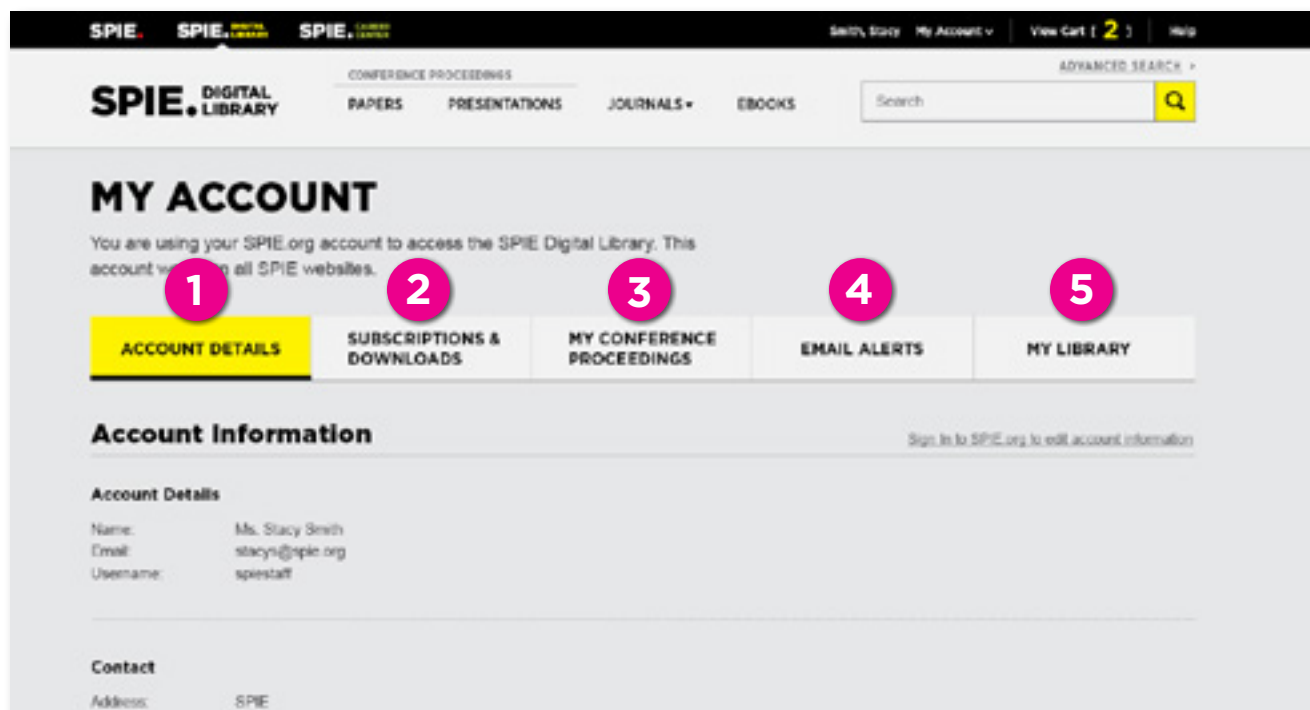 SPIE. SPIE. DIGITAL LIBRARY SPIE. CAREER CENTER Smith, Stacy My Account View Cart [ 2 ] Help
ADVANCED SEARCH
CONFERENCE PROCEEDINGS
SPIE. DIGITAL LIBRARY PAPERS PRESENTATIONS JOURNALS EBOOKS Search
MY ACCOUNT
You are using your SPIE.org account to access the SPIE Digital Library. This
account all SPIE websites.
1 2 3 4 5
ACCOUNT DETAILS SUBSCRIPTIONS & DOWNLOADS MY CONFERENCE PROCEEDINGS EMAIL ALERTS MY LIBRARY
Account Information Sign In to SPIE.org to edit account information
Account Details
Name: Ms. Stacy Smith
Email: stacys@spie.org
Username: spiestaff
Contact
Address: SPIE